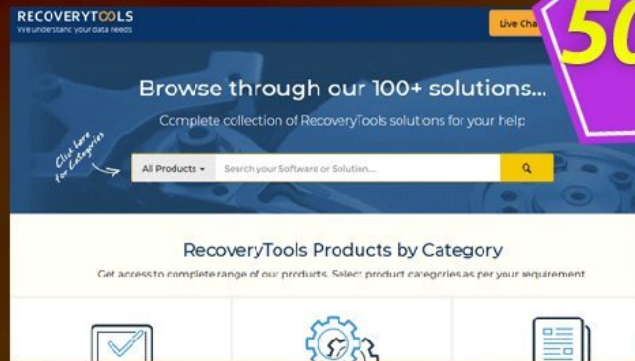 RECOVERYTOOLS
We understand your data needs
Live Cha
50
Browse through our 100+ solutions...
Complete collection of RecoveryTools solutions for your help
Click here
for Categories
All Products
Search your Software or Solution....
RecoveryTools Products by Category
Get access to complete range of our products. Select product categories as per your requirement